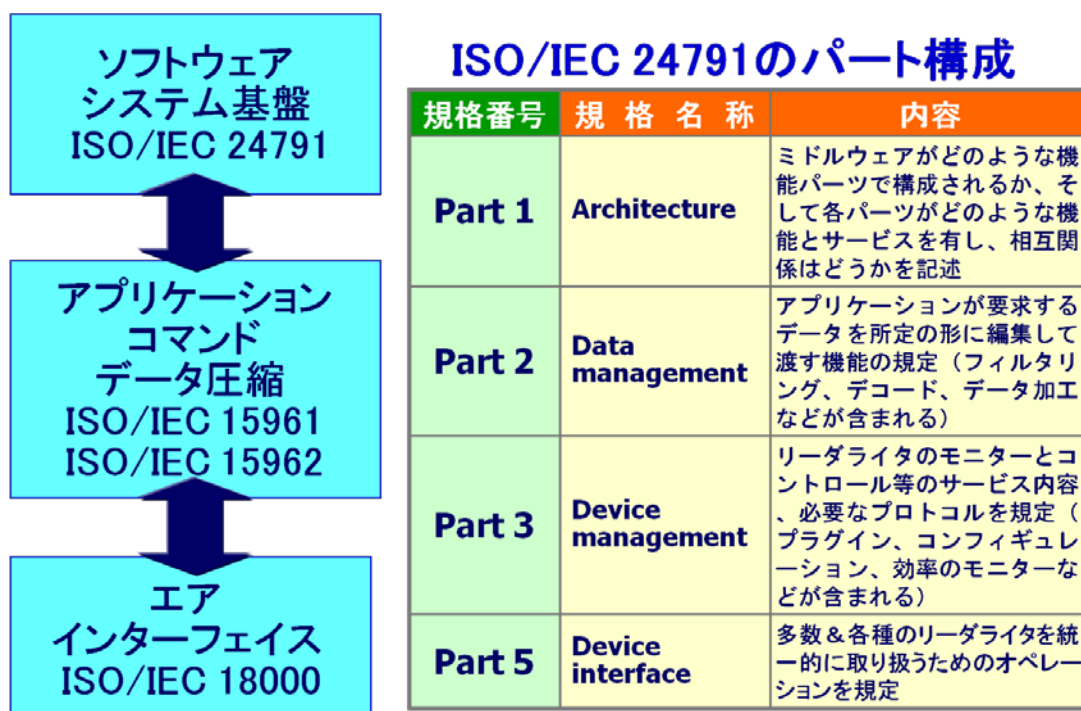 ソフトウェア
システム基盤
ISO/IEC 24791
アプリケーション
コマンド
データ圧縮
ISO/IEC 15961
ISO/IEC 15962
エア
インターフェイス
ISO/IEC 18000
ISO/IEC 24791のパート構成
規格番号 規 格 名 称 内容
Part 1
Architecture
ミドルウェアがどのような機
能パーツで構成されるか、そ
して各パーツがどのような機
能とサービスを有し、相互関
係はどうかを記述
Part 2
Data
management
アプリケーションが要求する
データを所定の形に編集して
渡す機能の規定（フィルタリ
ング、デコード、データ加工
などが含まれる）
Part 3
Device
management
リーダライタのモニターとコ
ントロール等のサービス内容
、必要なプロトコルを規定（
プラグイン、コンフィギュレ
ーション、効率のモニターな
どが含まれる）
Part 5
Device
interface
多数＆各種のリーダライタを統
一的に取り扱うためのオペレー
ションを規定